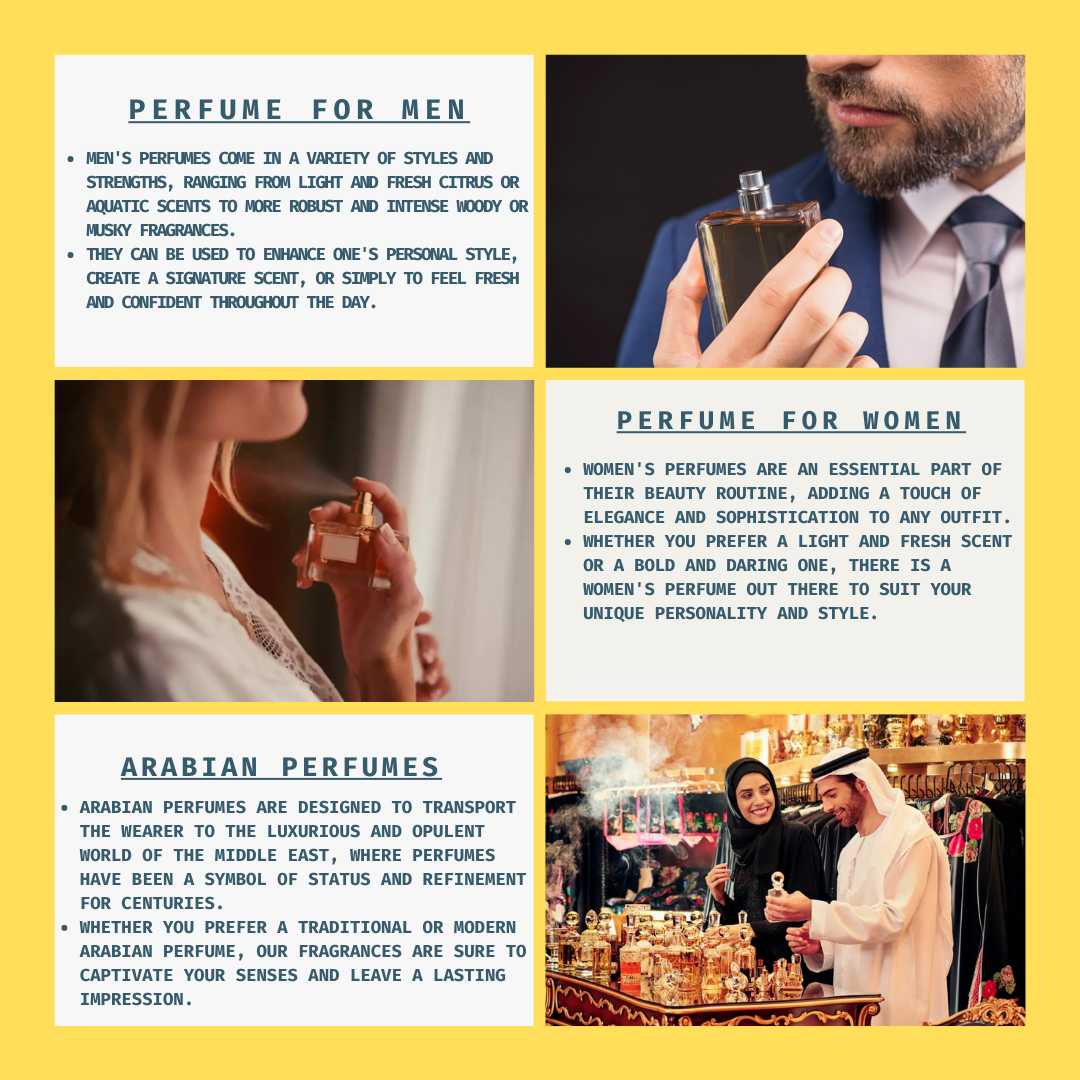 PERFUME FOR MEN
• MEN'S PERFUMES COME IN A VARIETY OF STYLES AND
STRENGTHS, RANGING FROM LIGHT AND FRESH CITRUS OR
AQUATIC SCENTS TO MORE ROBUST AND INTENSE WOODY OR
MUSKY FRAGRANCES.
• THEY CAN BE USED TO ENHANCE ONE'S PERSONAL STYLE,
CREATE A SIGNATURE SCENT, OR SIMPLY TO FEEL FRESH
AND CONFIDENT THROUGHOUT THE DAY.
PERFUME FOR WOMEN
• WOMEN'S PERFUMES ARE AN ESSENTIAL PART OF
THEIR BEAUTY ROUTINE, ADDING A TOUCH OF
ELEGANCE AND SOPHISTICATION TO ANY OUTFIT.
• WHETHER YOU PREFER A LIGHT AND FRESH SCENT
OR A BOLD AND DARING ONE, THERE IS A
WOMEN'S PERFUME OUT THERE TO SUIT YOUR
UNIQUE PERSONALITY AND STYLE.
ARABIAN PERFUMES
• ARABIAN PERFUMES ARE DESIGNED TO TRANSPORT
THE WEARER TO THE LUXURIOUS AND OPULENT
WORLD OF THE MIDDLE EAST, WHERE PERFUMES
HAVE BEEN A SYMBOL OF STATUS AND REFINEMENT
FOR CENTURIES.
• WHETHER YOU PREFER A TRADITIONAL OR MODERN
ARABIAN PERFUME, OUR FRAGRANCES ARE SURE TO
CAPTIVATE YOUR SENSES AND LEAVE A LASTING
IMPRESSION.